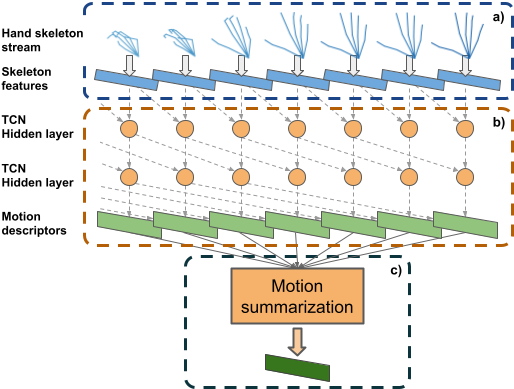 a)
Hand skeleton
stream
Skeleton
features
b)
TCN
Hidden layer
TCN
Hidden layer
Motion
descriptors
c)
Motion
summarization